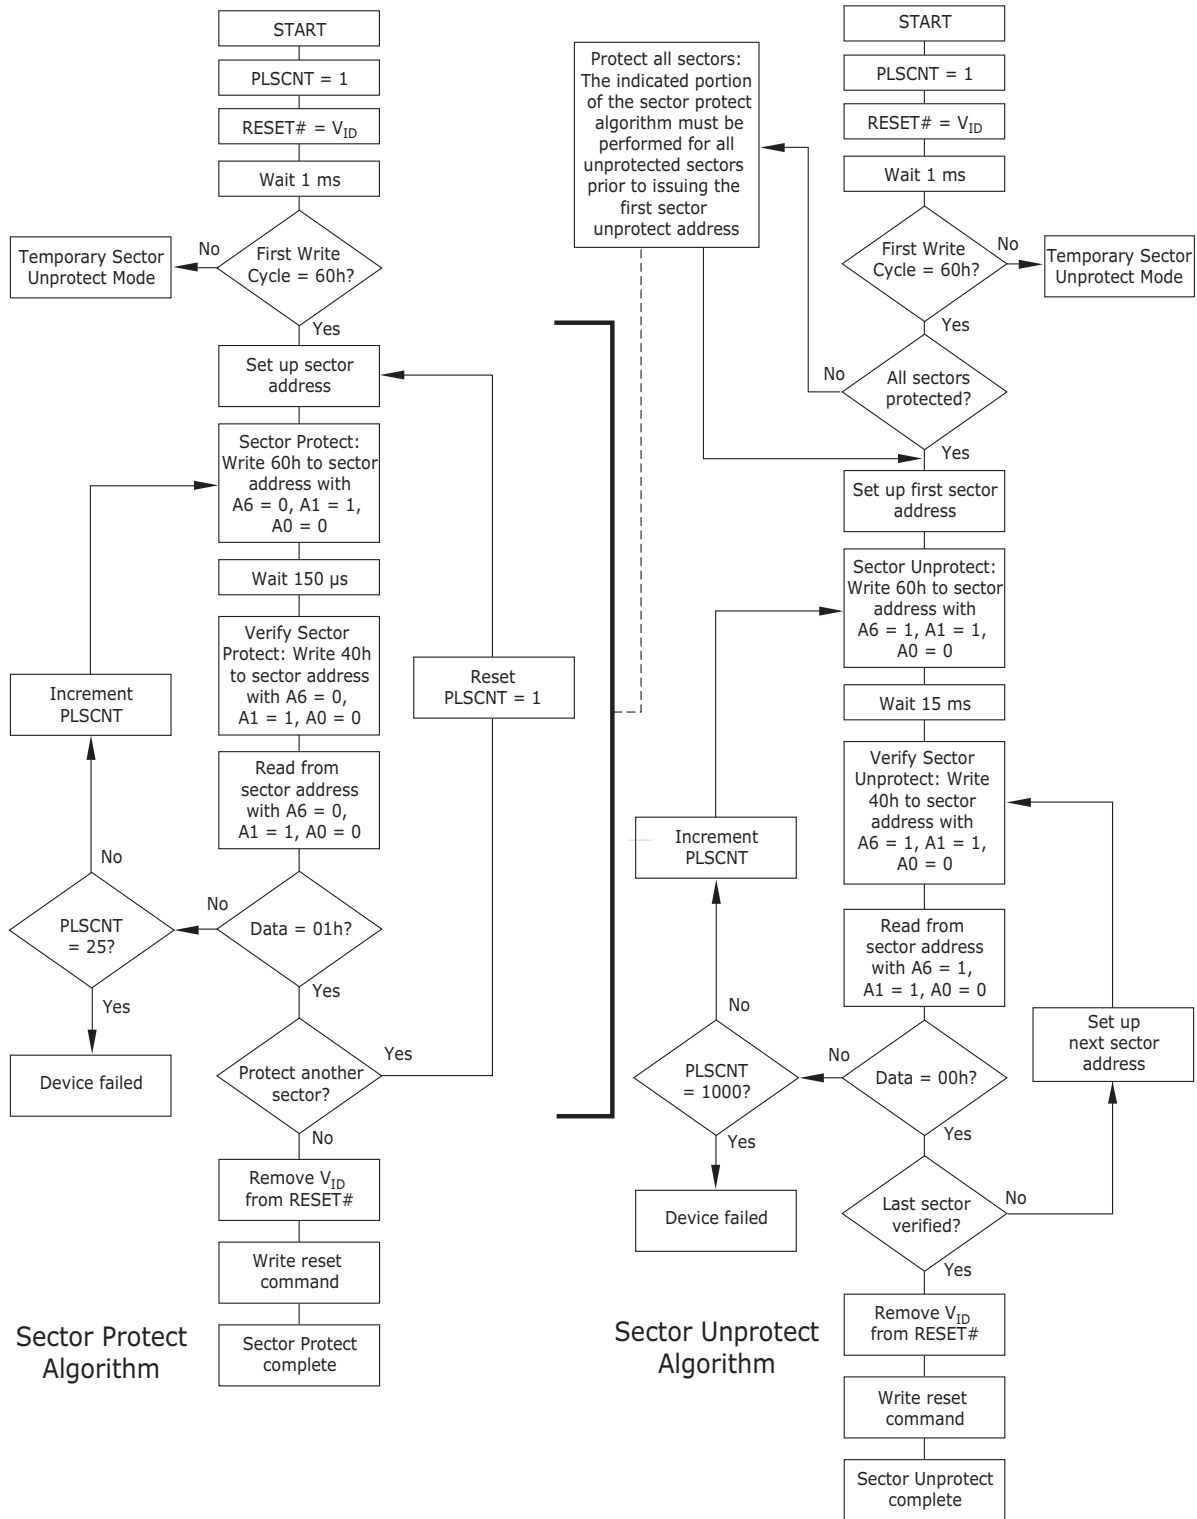 START
PLSCNT = 1
RESET# = VID
Wait 1 ms
No
First Write
Cycle = 60h?
Temporary Sector
Unprotect Mode
Yes
Set up sector
address
Sector Protect:
Write 60h to sector
address with
A6 = 0, A1 = 1,
A0 = 0
Wait 150 µs
Verify Sector
Protect: Write 40h
to sector address
with A6 = 0,
A1 = 1, A0 = 0
Increment
PLSCNT
Reset
PLSCNT = 1
Read from
sector address
with A6 = 0,
A1 = 1, A0 = 0
No
No
PLSCNT
= 25?
Data = 01h?
Yes
Yes
Device failed
Protect another
sector?
Yes
No
Remove VID
from RESET#
Write reset
command
Sector Protect
complete
Sector Protect
Algorithm
Protect all sectors:
The indicated portion
of the sector protect
algorithm must be
performed for all
unprotected sectors
prior to issuing the
first sector
unprotect address
START
PLSCNT = 1
RESET# = VID
Wait 1 ms
First Write
Cycle = 60h?
No
Temporary Sector
Unprotect Mode
Yes
No
All sectors
protected?
Yes
Set up first sector
address
Sector Unprotect:
Write 60h to sector
address with
A6 = 1, A1 = 1,
A0 = 0
Wait 15 ms
Verify Sector
Unprotect: Write
40h to sector
address with
A6 = 1, A1 = 1,
A0 = 0
Increment
PLSCNT
Read from
sector address
with A6 = 1,
A1 = 1, A0 = 0
No
Set up
next sector
address
No
PLSCNT
= 1000?
Data = 00h?
Yes
Yes
Device failed
Last sector
verified?
No
Yes
Remove VID
from RESET#
Write reset
command
Sector Unprotect
complete
Sector Unprotect
Algorithm